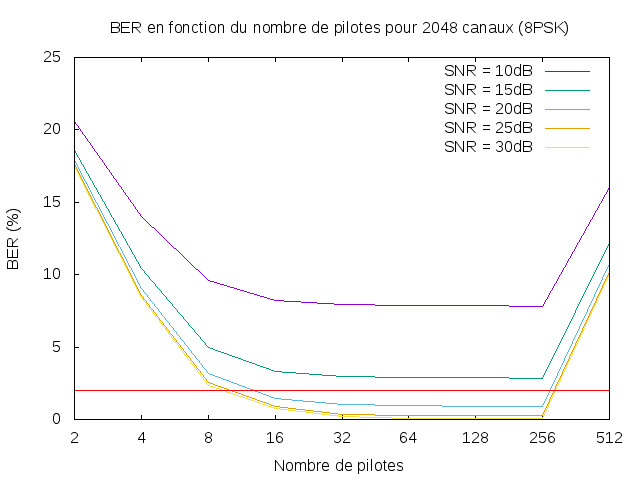 BER en fonction du nombre de pilotes pour 2048 canaux (8PSK)
25
20
15
10
5
0
BER (%)
SNR = 10dB
SNR = 15dB
SNR = 20dB
SNR = 25dB
SNR = 30dB
2 4 8 16 32 64 128 256 512
Nombre de pilotes